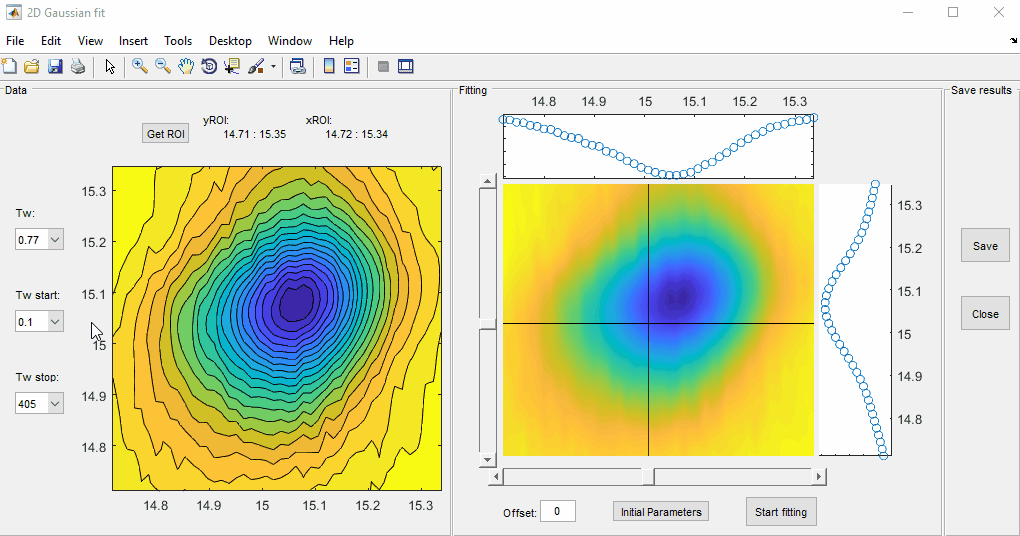 2D Gaussian fit
File Edit View Insert Tools Desktop Window Help
Data
Get ROI
yROI:
14.71 : 15.35
xROI:
14.72 : 15.34
Tw:
0.77
Tw start:
0.1
Tw stop:
405
15.3
15.2
15.1
15
14.9
14.8
14.8 14.9 15 15.1 15.2 15.3
Fitting
14.8 14.9 15 15.1 15.2 15.3
15.3
15.2
15.1
15
14.9
14.8
Offset: 0
Initial Parameters
Start fitting
Save results
Save
Close